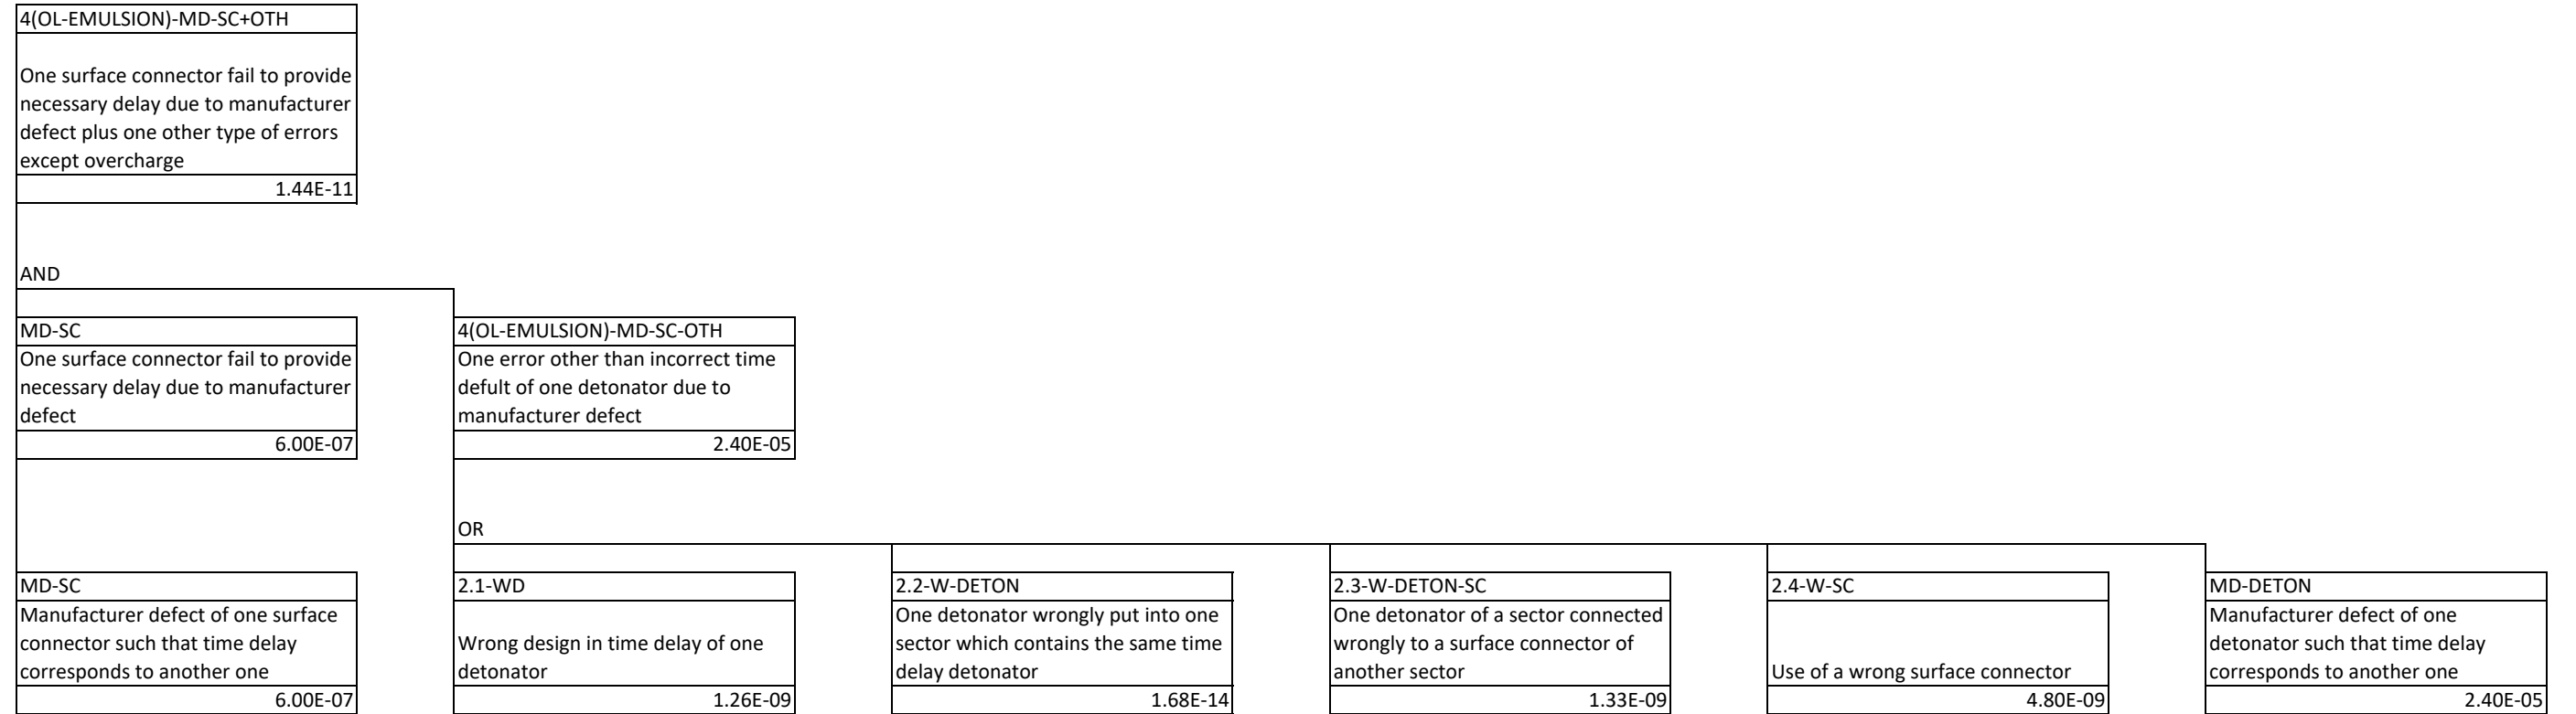 4(OL-EMULSION)-MD-SC+OTH
One surface connector fail to provide
necessary delay due to manufacturer
defect plus one other type of errors
except overcharge
1.44E-11
AND
MD-SC
One surface connector fail to provide
necessary delay due to manufacturer
defect
6.00E-07
4(OL-EMULSION)-MD-SC-OTH
One error other than incorrect time
defult of one detonator due to
manufacturer defect
2.40E-05
OR
MD-SC
Manufacturer defect of one surface
connector such that time delay
corresponds to another one
6.00E-07
2.1-WD
Wrong design in time delay of one
detonator
1.26E-09
2.2-W-DETON
One detonator wrongly put into one
sector which contains the same time
delay detonator
1.68E-14
2.3-W-DETON-SC
One detonator of a sector connected
wrongly to a surface connector of
another sector
1.33E-09
2.4-W-SC
Use of a wrong surface connector
4.80E-09
MD-DETON
Manufacturer defect of one
detonator such that time delay
corresponds to another one
2.40E-05